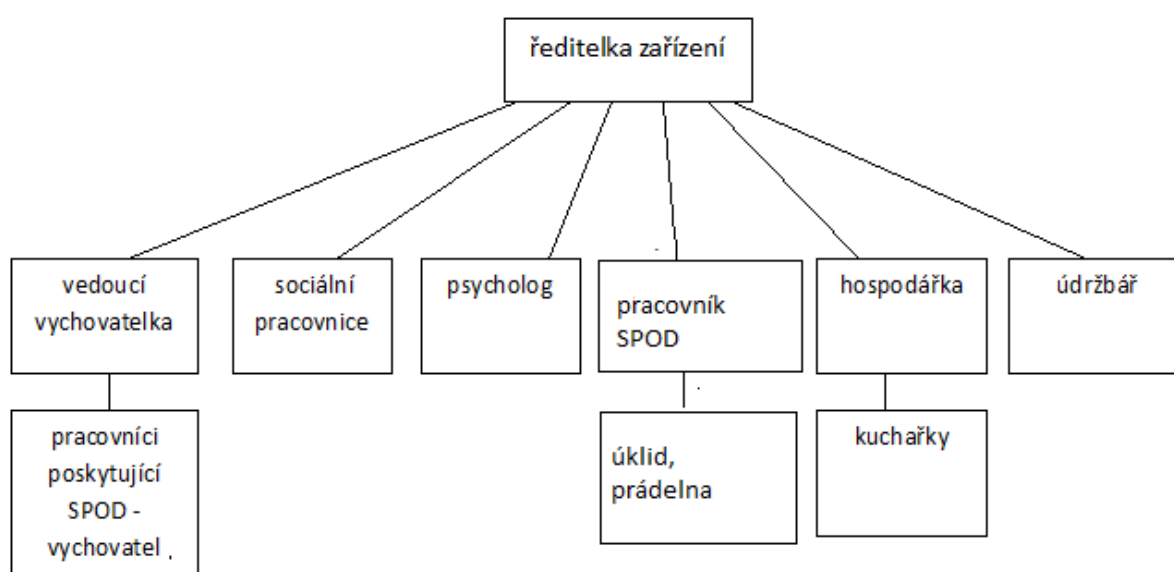 ředitelka zařízení
vedoucí
vychovatelka
sociální
pracovnice
psycholog
pracovník
SPOD
hospodářka
údržbář
pracovníci
poskytující
SPOD -
vychovatel .
úklid,
prádelna
kuchařky